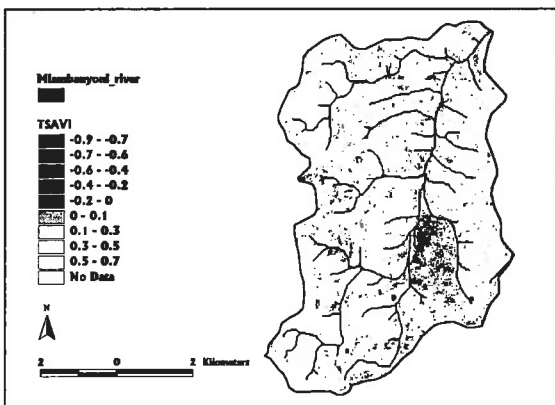 Mlambanyoni_river
TSAVI
-0.9 - -0.7
-0.7 - -0.6
-0.6 - -0.4
-0.4 - -0.2
-0.2 - 0
0 - 0.1
0.1 - 0.3
0.3 - 0.5
0.5 - 0.7
No Data
N
2 0 2 Kilometers